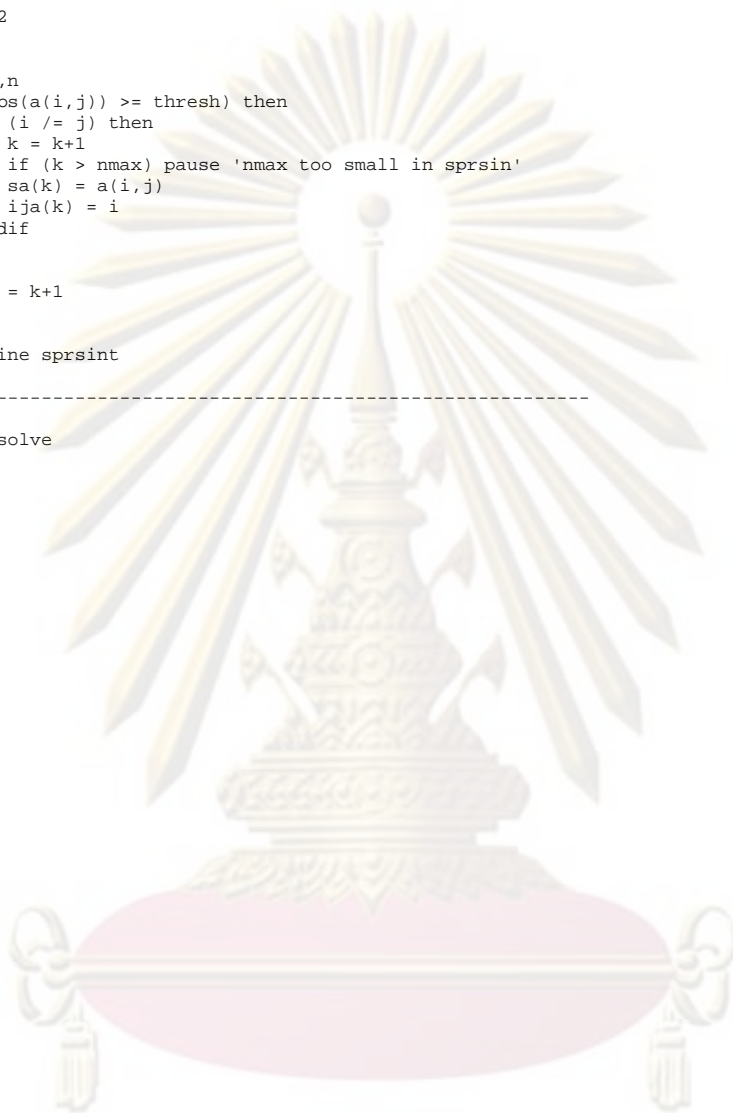 2
,n
os(a(i,j)) >= thresh) then
(i /= j) then
k = k+1
if (k > nmax) pause 'nmax too small in sprsin'
sa(k) = a(i,j)
ija(k) = i
dif
= k+1
ine sprsint
-------------------------------------------------------
solve